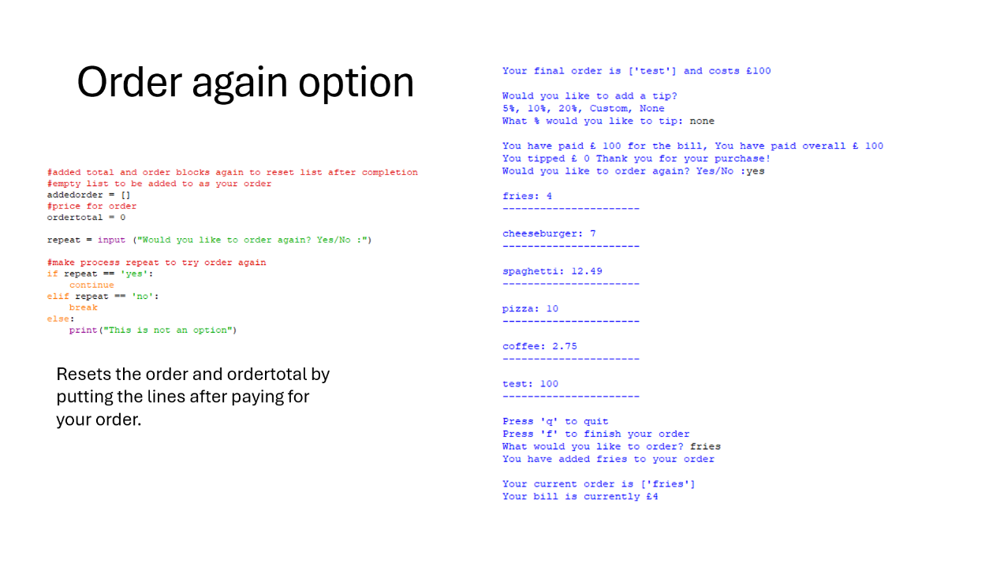 Order again option
#added total and order blocks again to reset list after completion
#empty list to be added to as your order
addedorder = []
#price for order
ordertotal = 0
repeat = input ("Would you like to order again? Yes/No :")
#make process repeat to try order again
if repeat == 'yes':
    continue
elif repeat == 'no':
    break
else:
    print("This is not an option")
Resets the order and ordertotal by
putting the lines after paying for
your order.
Your final order is ['test'] and costs £100
Would you like to add a tip?
5%, 10%, 20%, Custom, None
What % would you like to tip: none
You have paid £ 100 for the bill, You have paid overall £ 100
You tipped £ 0 Thank you for your purchase!
Would you like to order again? Yes/No :yes
fries: 4
----------------------
cheeseburger: 7
----------------------
spaghetti: 12.49
----------------------
pizza: 10
----------------------
coffee: 2.75
----------------------
test: 100
----------------------
Press 'q' to quit
Press 'f' to finish your order
What would you like to order? fries
You have added fries to your order
Your current order is ['fries']
Your bill is currently £4